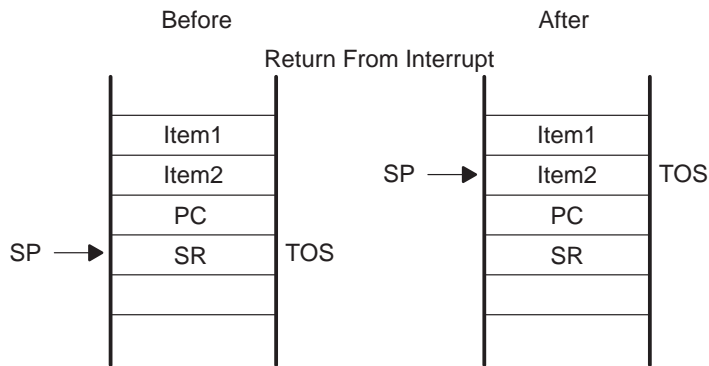 Before After
Return From Interrupt
Item1 Item1
Item2 SP Item2 TOS
PC PC
SP SR TOS SR